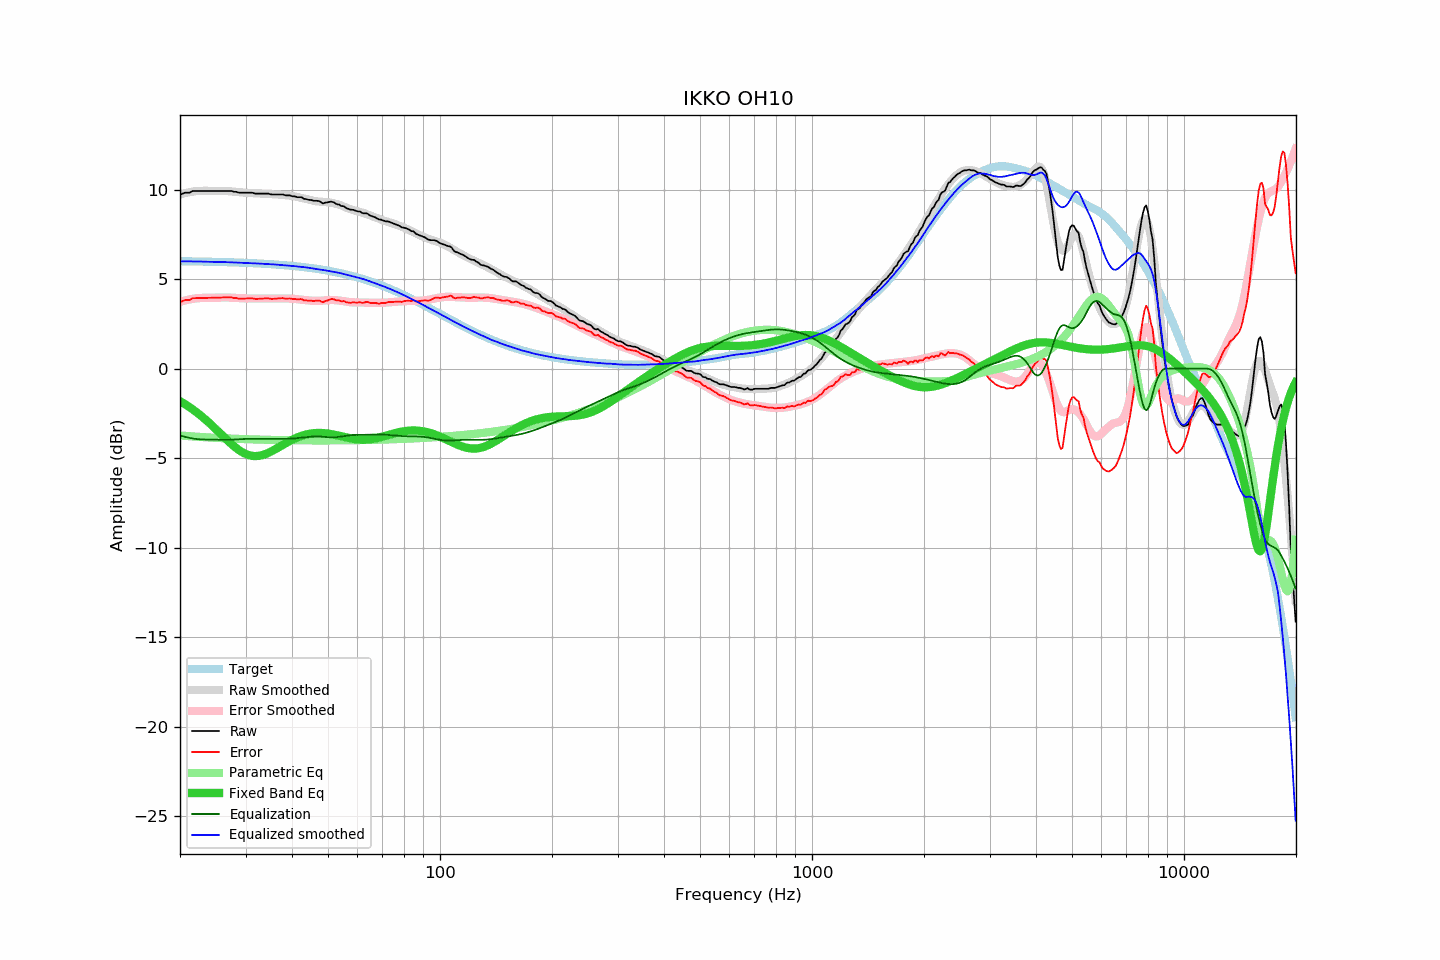 IKKO OH10
10
5
0
−5
−10
−15
−20
−25
Amplitude (dBr)
Target
Raw Smoothed
Error Smoothed
Raw
Error
Parametric Eq
Fixed Band Eq
Equalization
Equalized smoothed
100
1000
10000
Frequency (Hz)